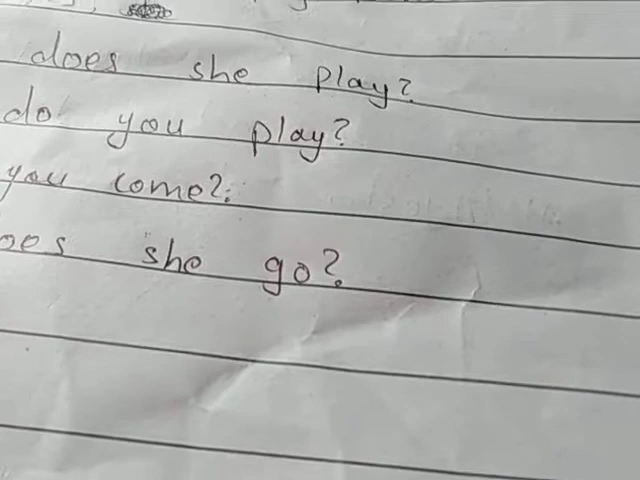 does she play?
do you play?
you come?
oes she go?